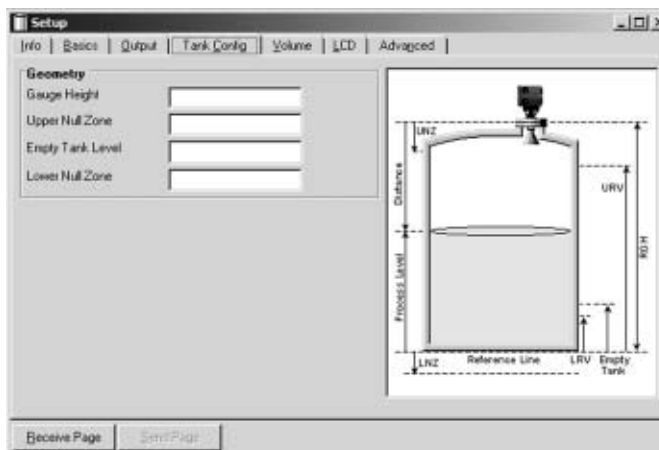 Setup
Info | Basics | Output | Tank Config | Volume | LCD | Advanced
Geometry
Gauge Height
Upper Null Zone
Empty Tank Level
Lower Null Zone
UNZ
Distance
URV
RGH
Process Level
LNZ
Reference Line
LRV
Empty Tank
Receive Page
Send Page